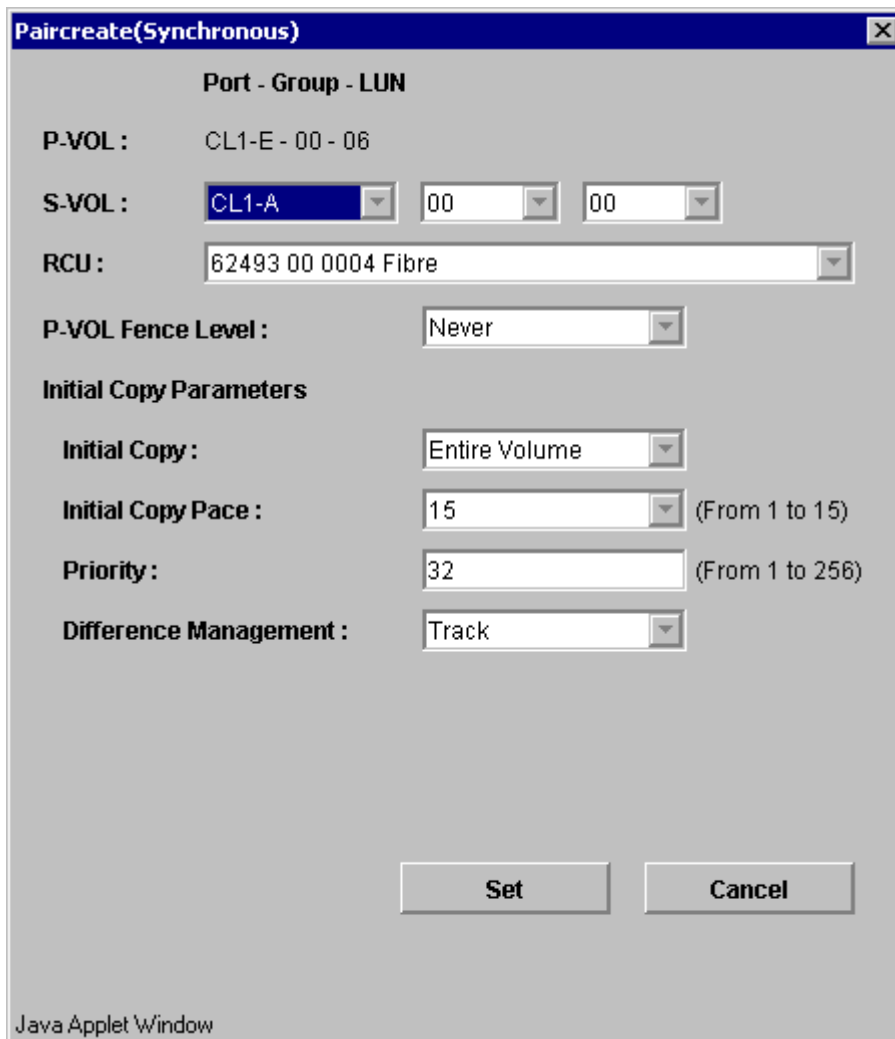 Paircreate(Synchronous)
Port - Group - LUN
P-VOL : CL1-E - 00 - 06
S-VOL : CL1-A 00 00
RCU : 62493 00 0004 Fibre
P-VOL Fence Level : Never
Initial Copy Parameters
Initial Copy : Entire Volume
Initial Copy Pace : 15 (From 1 to 15)
Priority : 32 (From 1 to 256)
Difference Management : Track
Set Cancel
Java Applet Window